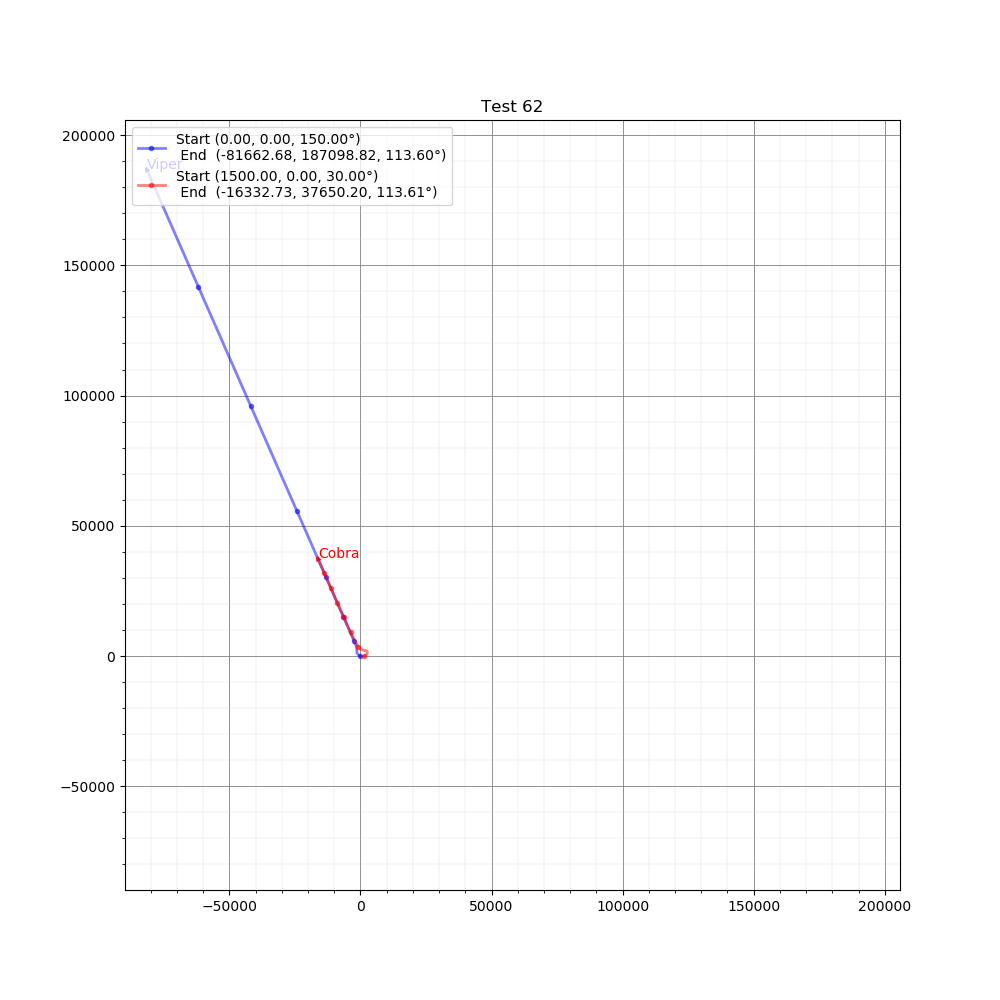 Test 62
Start (0.00, 0.00, 150.00°)
End (-81662.68, 187098.82, 113.60°)
Start (1500.00, 0.00, 30.00°)
End (-16332.73, 37650.20, 113.61°)
Viper
Cobra
200000
150000
100000
50000
0
−50000
−50000
0
50000
100000
150000
200000